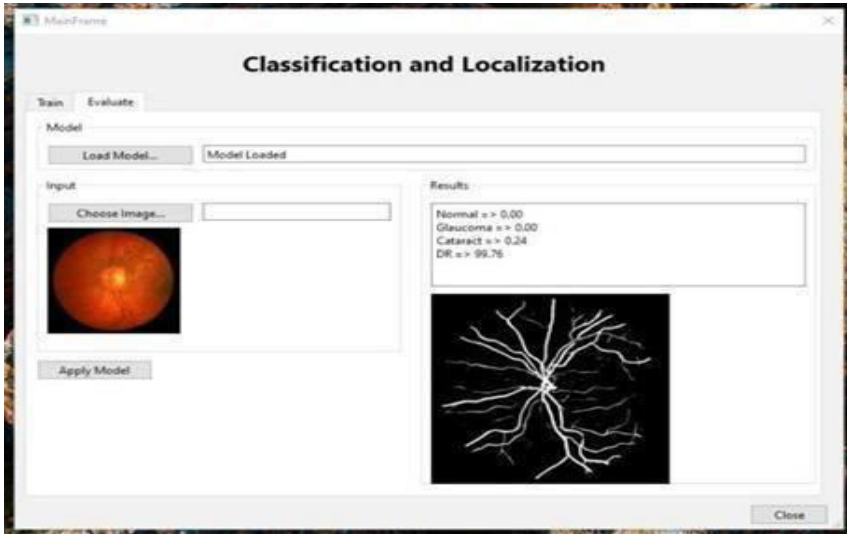 MainFrame
Classification and Localization
Train
Evaluate
Model
Load Model...
Model Loaded
Input
Choose Image...
Results
Normal => 0.00
Glaucoma => 0.00
Cataract => 0.24
DR => 99.76
Apply Model
Close